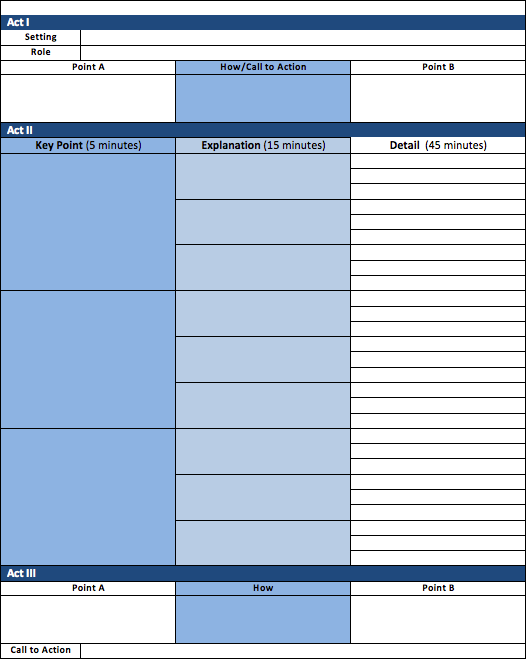 Act I
Setting
Role
Point A How/Call to Action Point B
Act II
Key Point (5 minutes) Explanation (15 minutes) Detail (45 minutes)
Act III
Point A How Point B
Call to Action